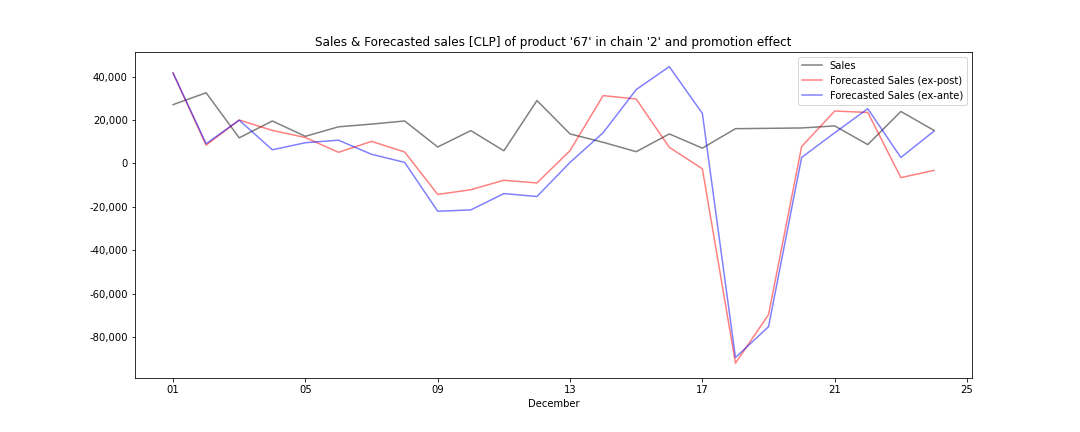 Sales & Forecasted sales [CLP] of product '67' in chain '2' and promotion effect
Sales
Forecasted Sales (ex-post)
Forecasted Sales (ex-ante)
40,000
20,000
0
-20,000
-40,000
-60,000
-80,000
01 05 09 13 17 21 25
December